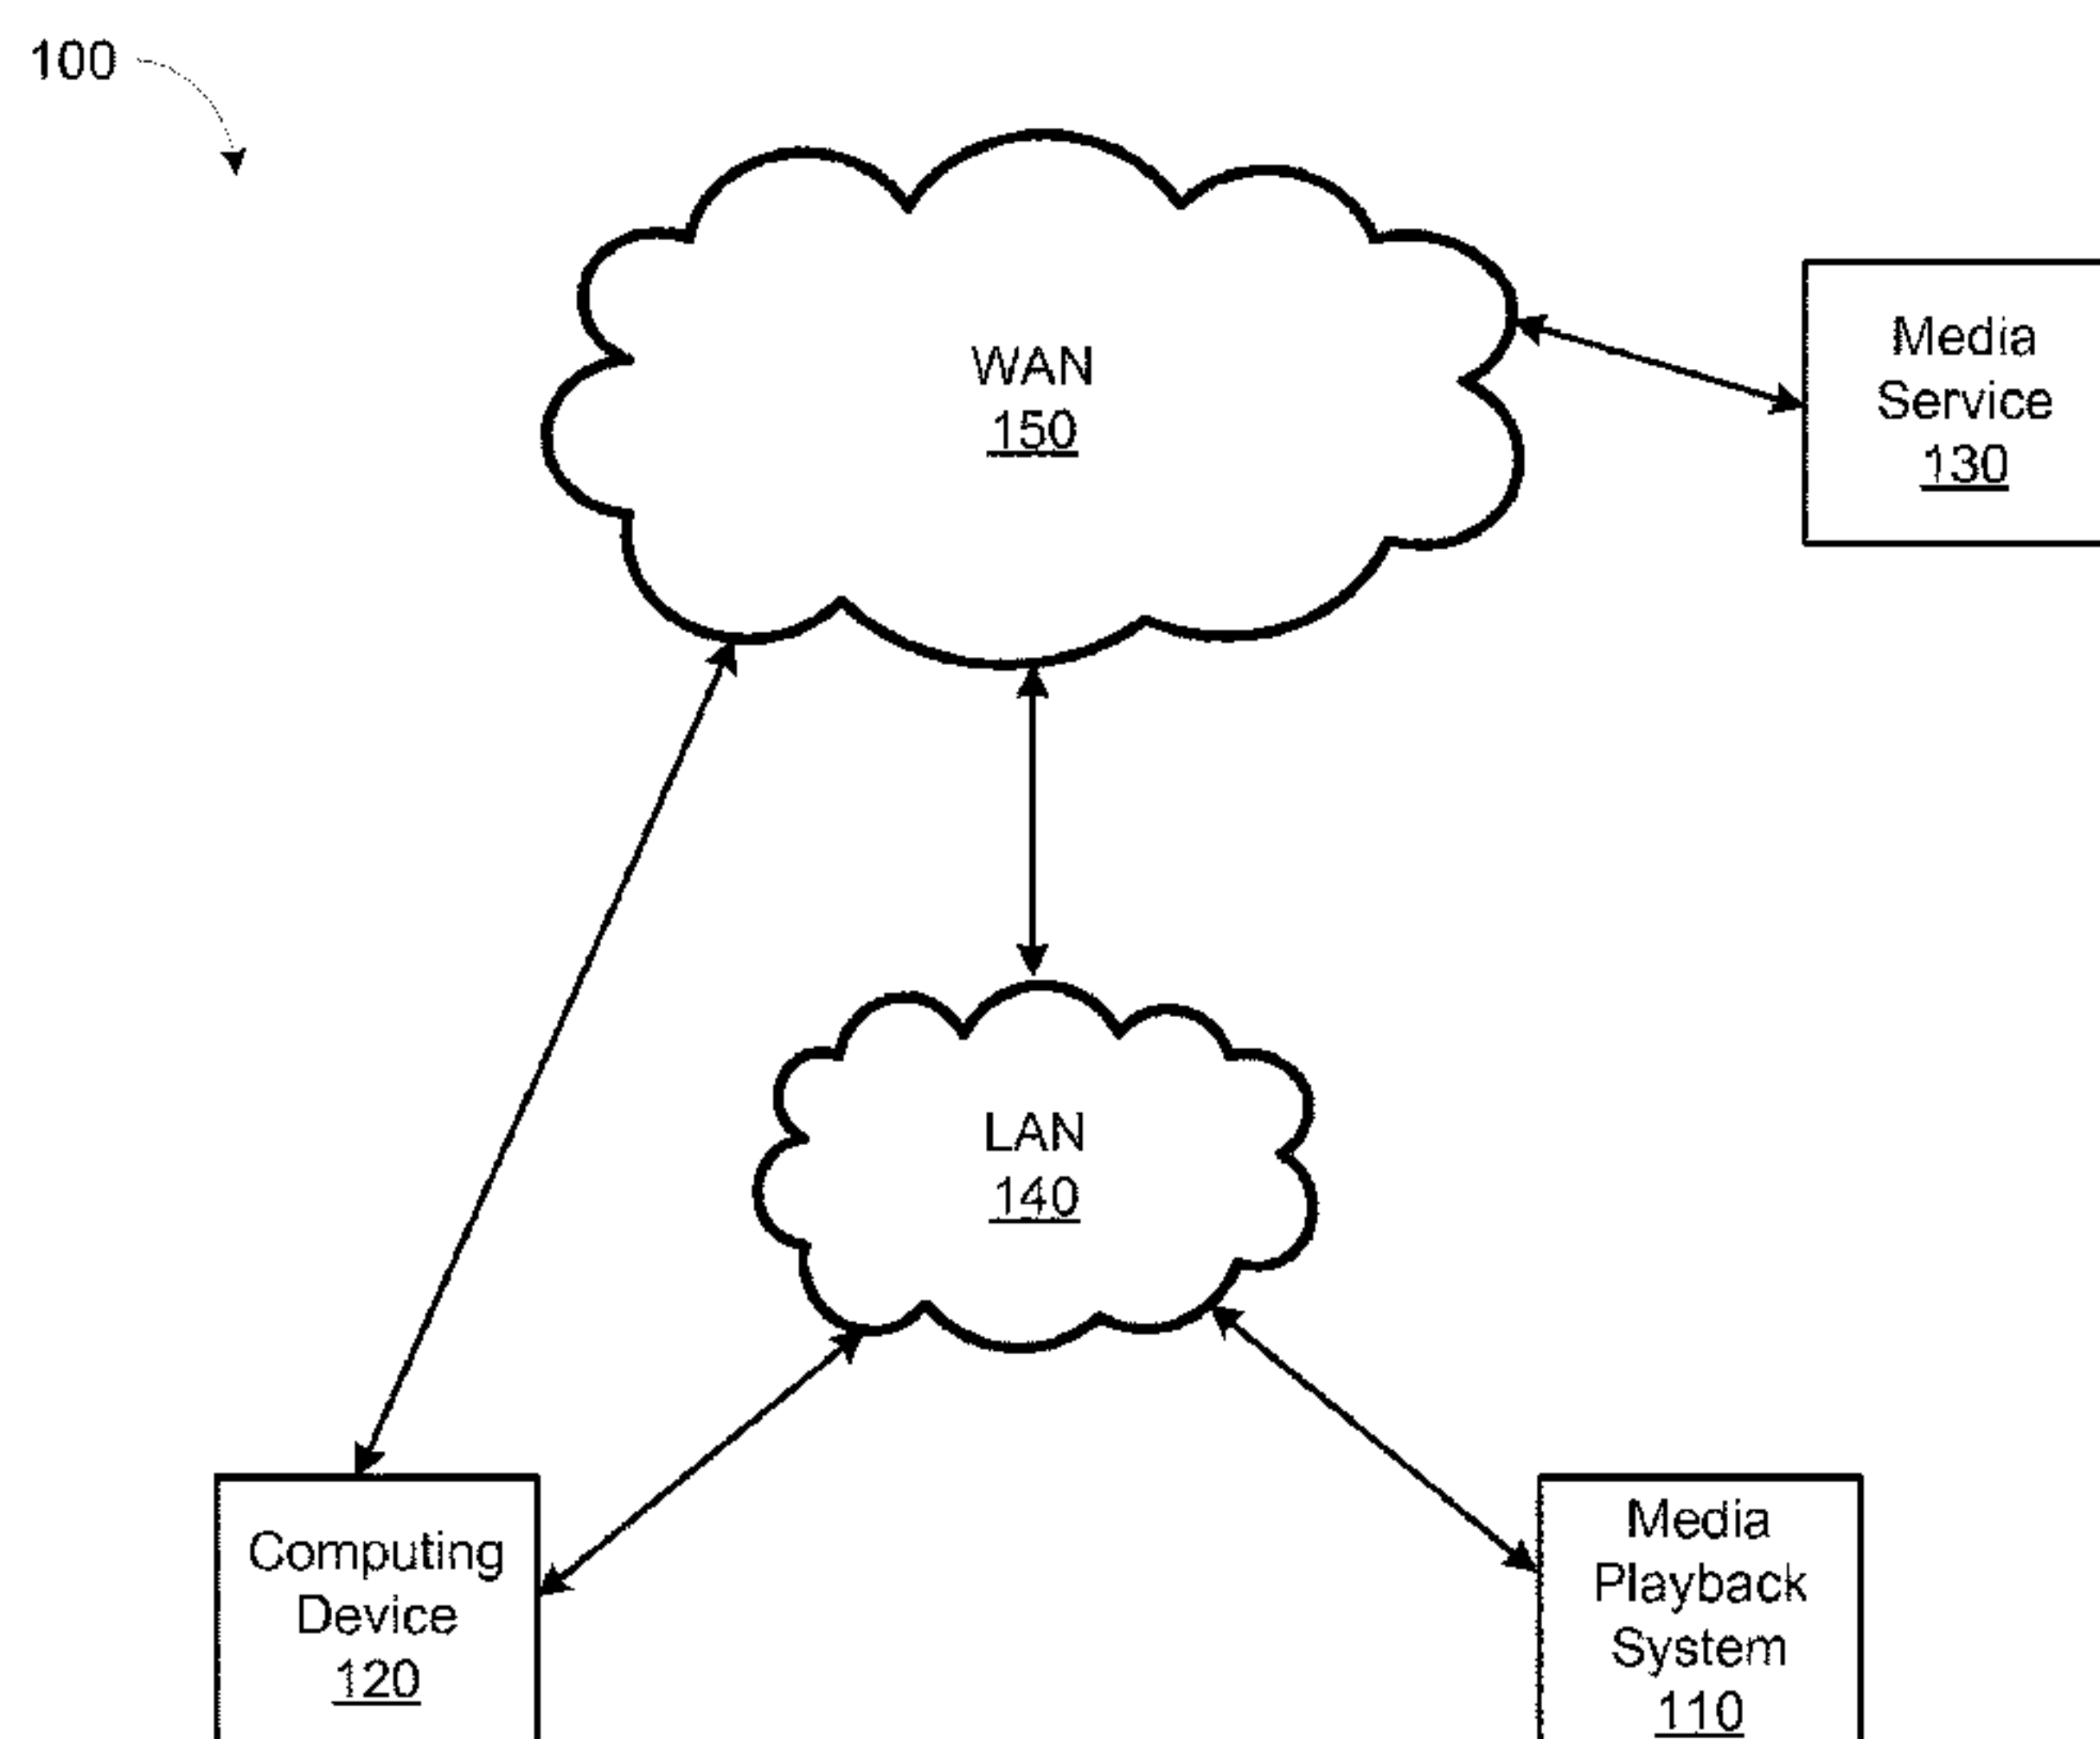 100
WAN
150
Media
Service
130
LAN
140
Computing
Device
120
Media
Playback
System
110